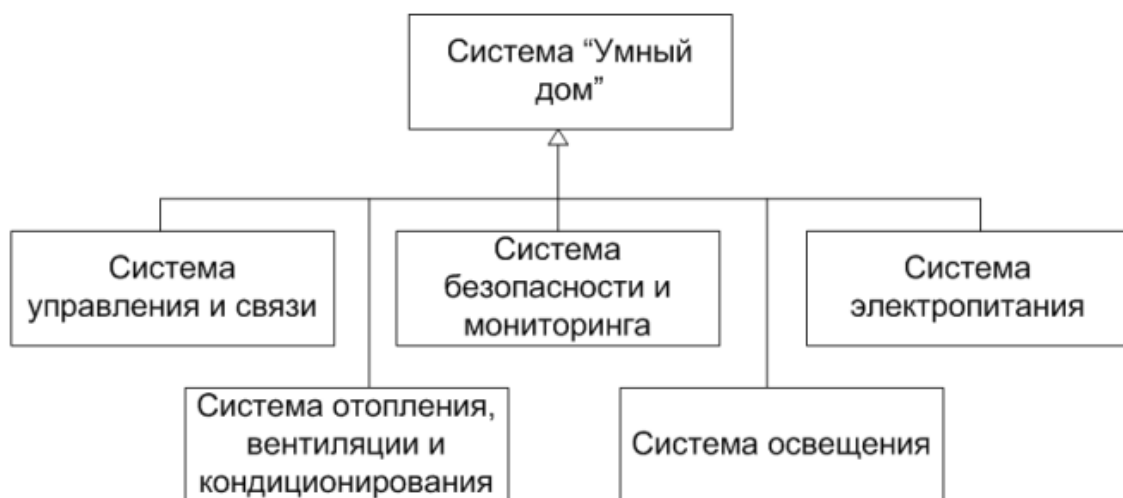 Система “Умный
дом”
Система
управления и связи
Система
безопасности и
мониторинга
Система
электропитания
Система отопления,
вентиляции и
кондиционирования
Система освещения